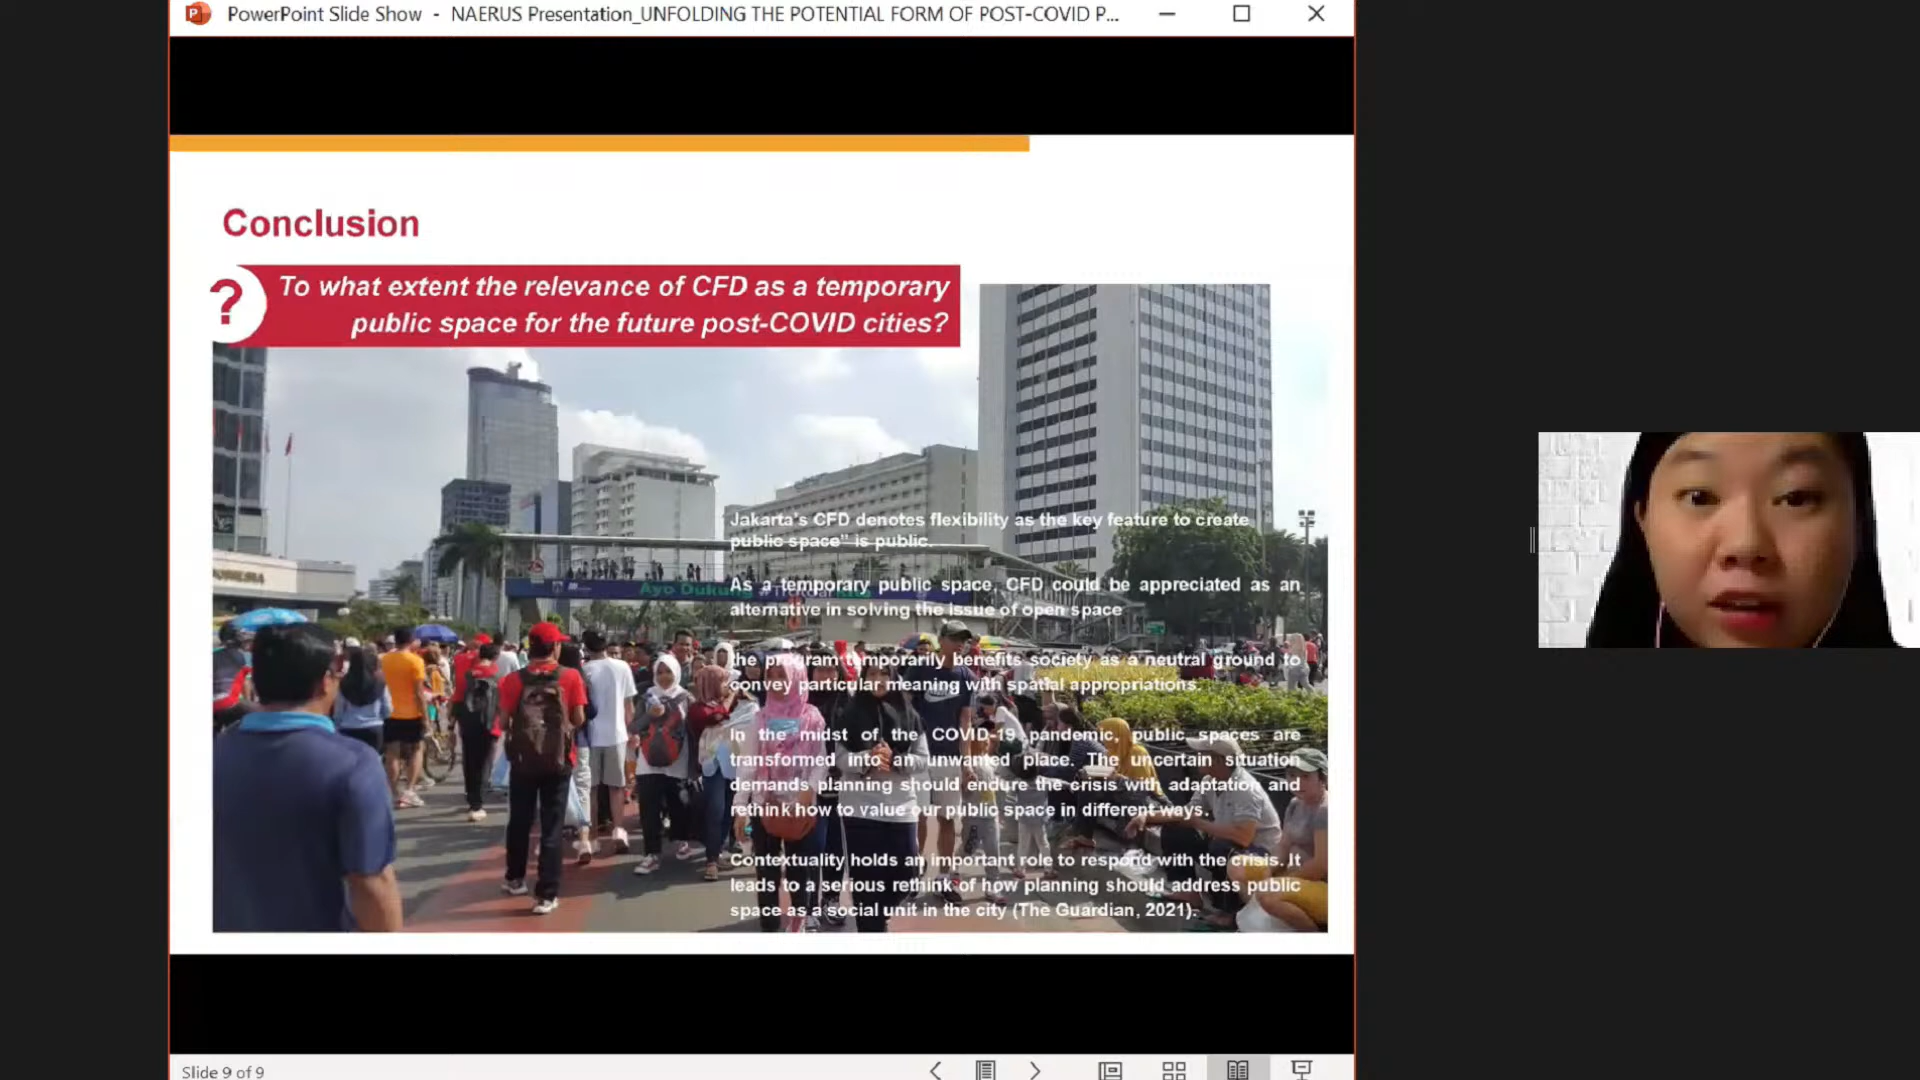 PowerPoint Slide Show - NAERUS Presentation_UNFOLDING THE POTENTIAL FORM OF POST-COVID P...
Conclusion
?
To what extent the relevance of CFD as a temporary
public space for the future post-COVID cities?
Jakarta's CFD denotes flexibility as the key feature to create
public space" is public.
As a temporary public space, CFD could be appreciated as an
alternative in solving the issue of open space
Ayo Dukung
the program temporarily benefits society as a neutral ground to
convey particular meaning with spatial appropriations.
In the midst of the COVID-19 pandemic, public spaces are
transformed into an unwanted place. The uncertain situation
demands planning should endure the crisis with adaptation and
rethink how to value our public space in different ways.
Contextuality holds an important role to respond with the crisis. It
leads to a serious rethink of how planning should address public
space as a social unit in the city (The Guardian, 2021).
Slide 9 of 9